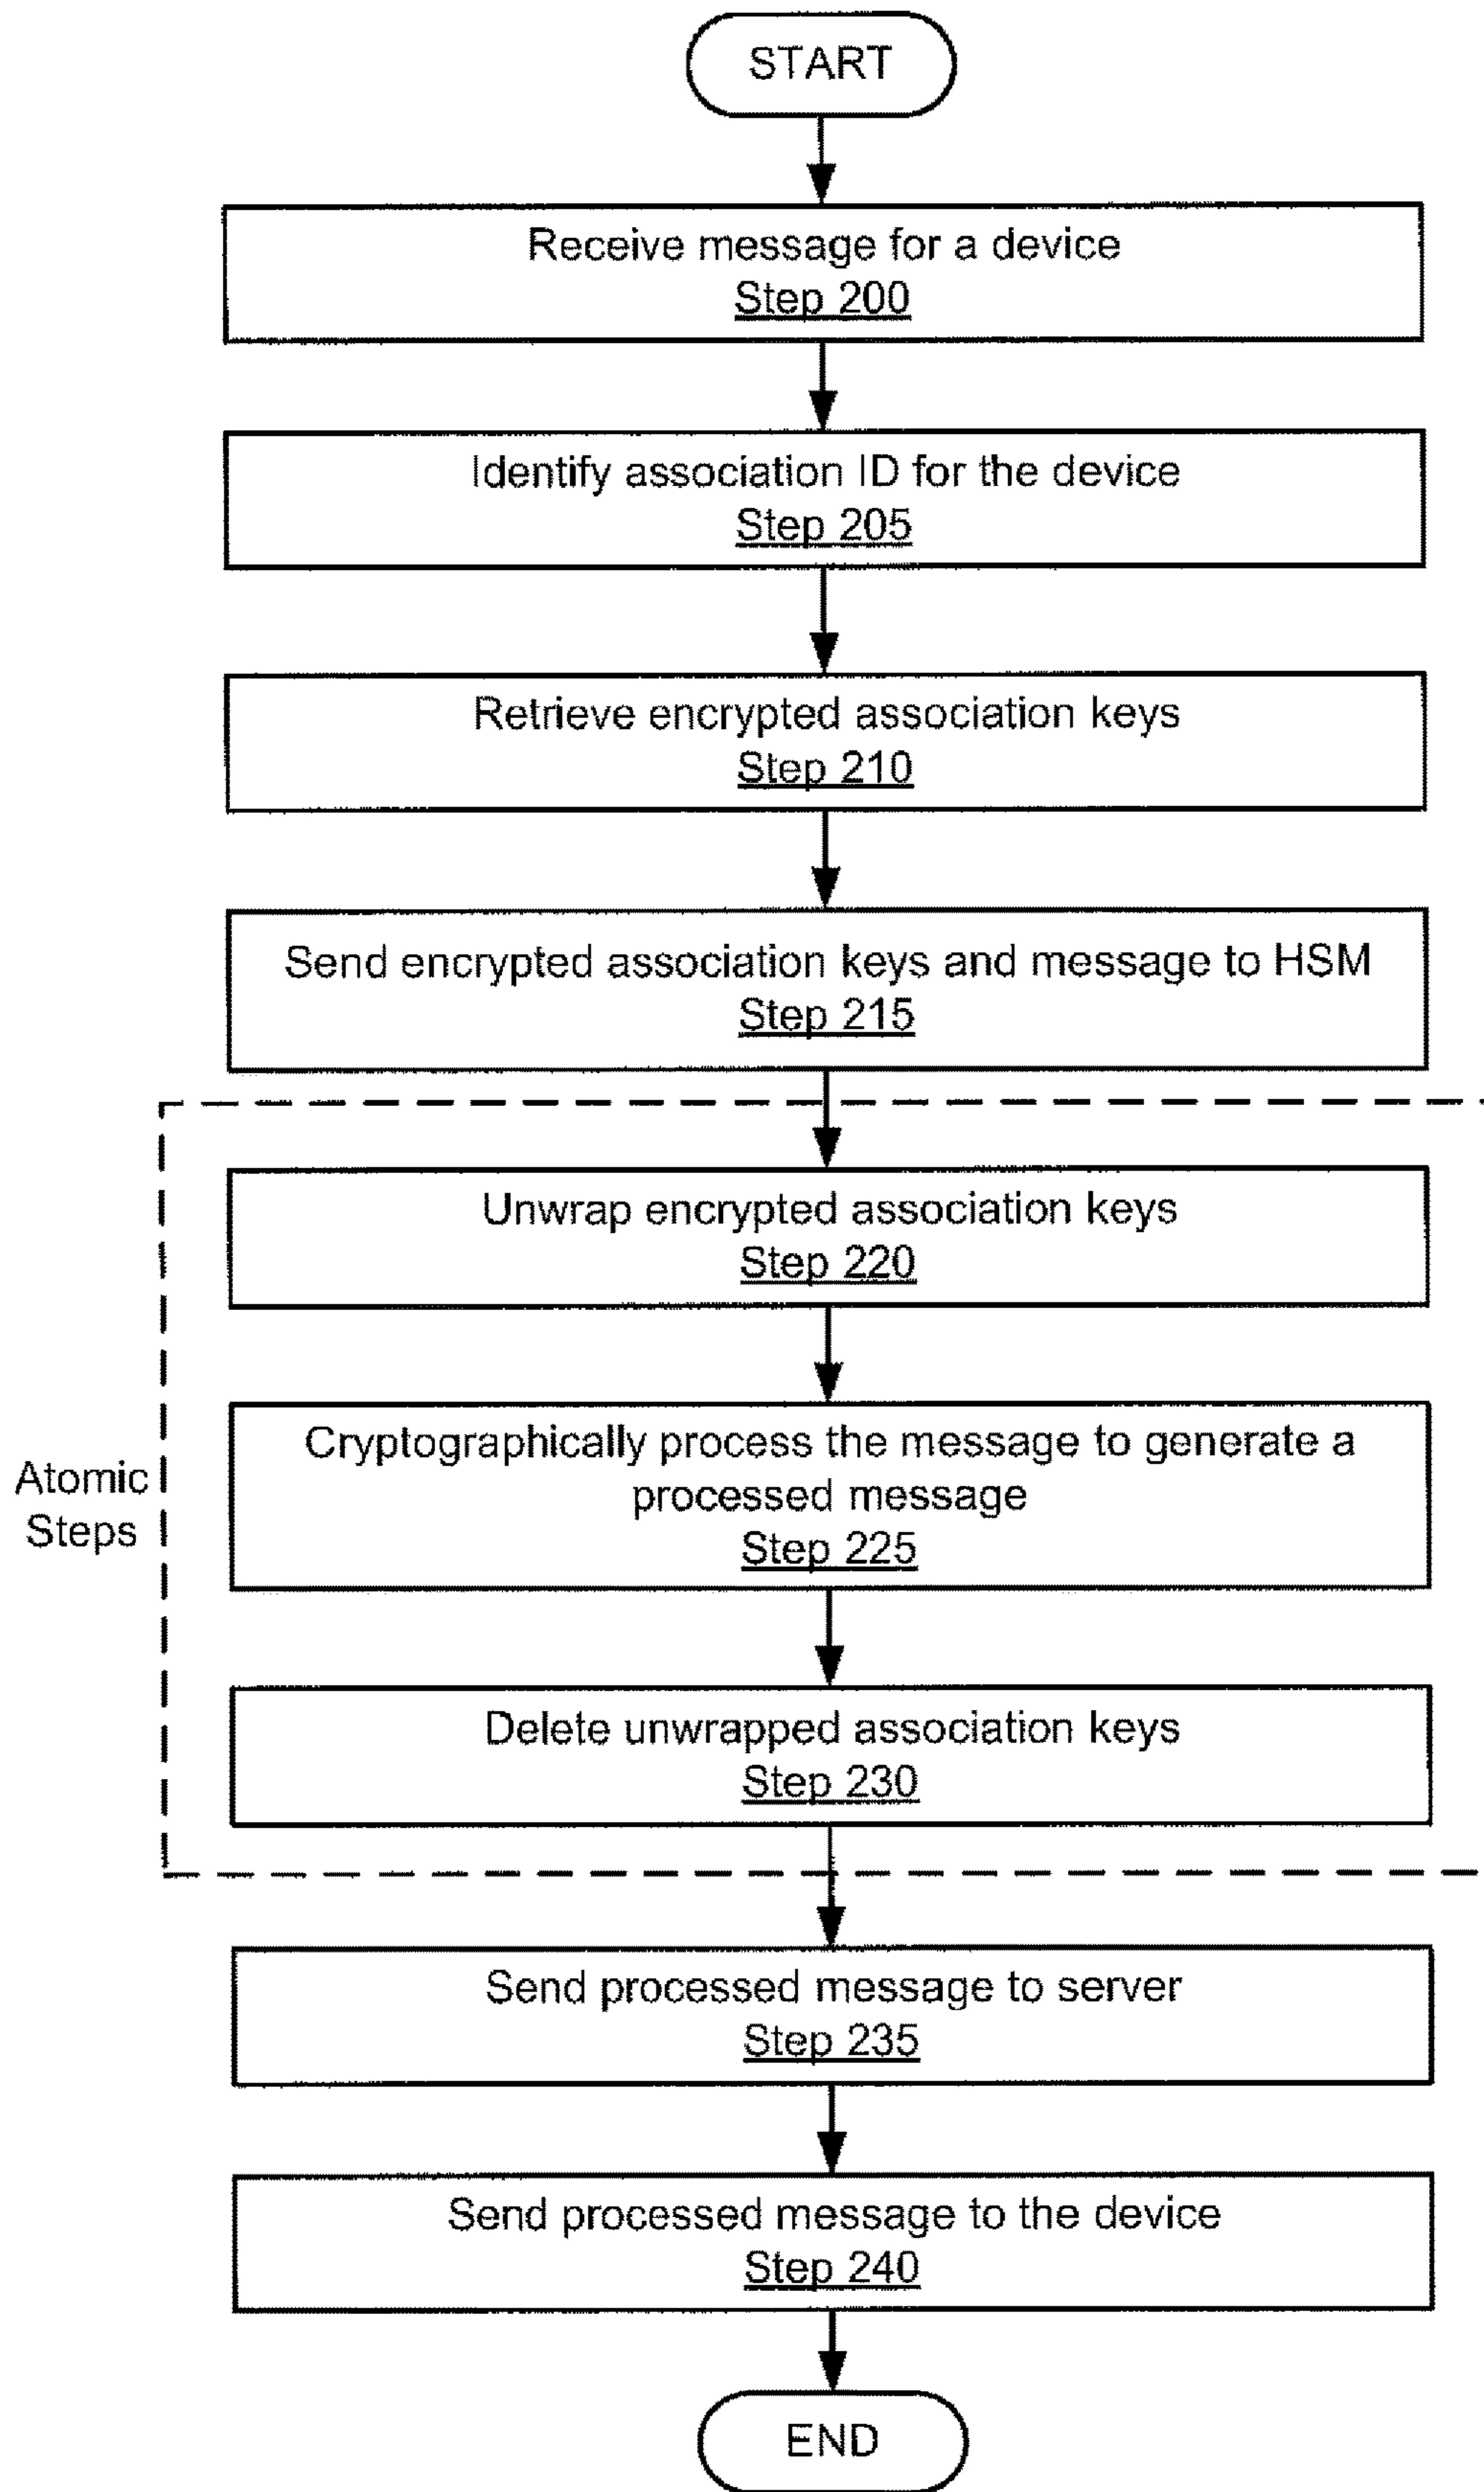 START
Receive message for a device
Step 200
Identify association ID for the device
Step 205
Retrieve encrypted association keys
Step 210
Send encrypted association keys and message to HSM
Step 215
Unwrap encrypted association keys
Step 220
Cryptographically process the message to generate a
processed message
Step 225
Atomic
Steps
Delete unwrapped association keys
Step 230
Send processed message to server
Step 235
Send processed message to the device
Step 240
END